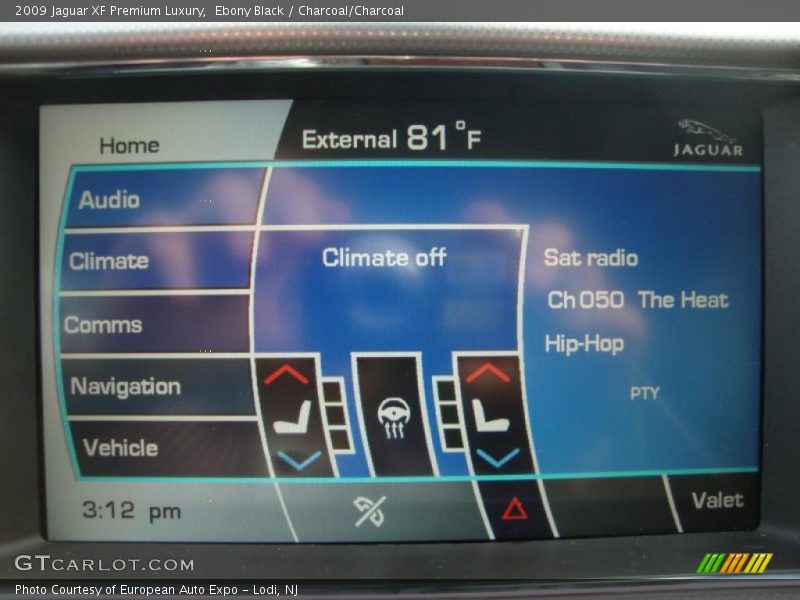 2009 Jaguar XF Premium Luxury,  Ebony Black / Charcoal/Charcoal
Home
External 81°F
JAGUAR
Audio
Climate
Comms
Navigation
Vehicle
Climate off
Sat radio
Ch 050  The Heat
Hip-Hop
PTY
3:12 pm
Valet
GTCARLOT.COM
Photo Courtesy of European Auto Expo - Lodi, NJ